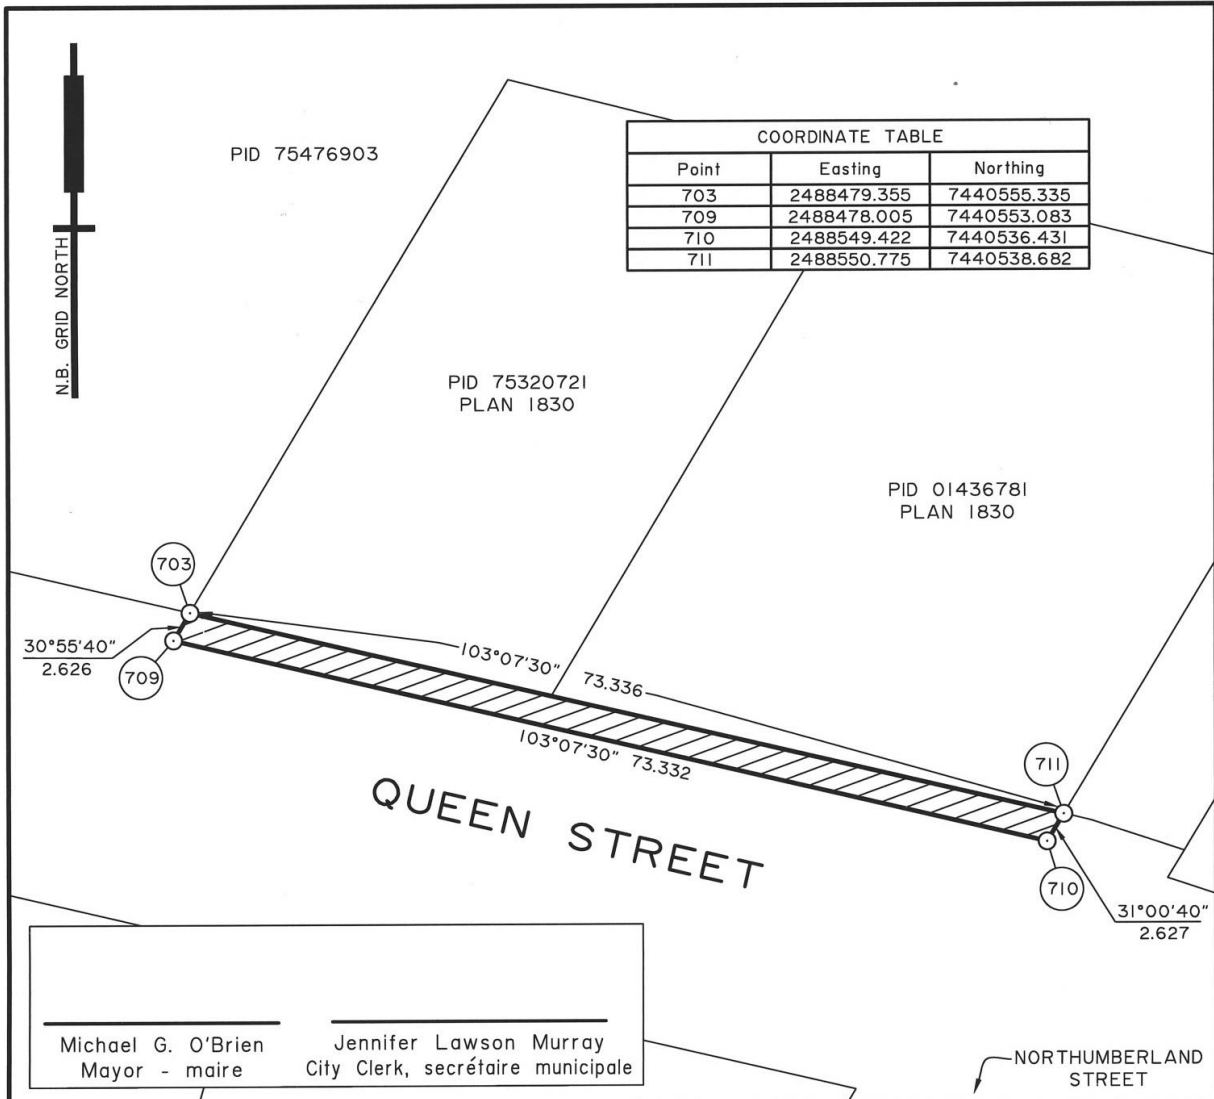 N.B. GRID NORTH
PID 75476903
COORDINATE TABLE
Point Easting Northing
703 2488479.355 7440555.335
709 2488478.005 7440553.083
710 2488549.422 7440536.431
711 2488550.775 7440538.682
PID 75320721
PLAN 1830
PID 01436781
PLAN 1830
703
30°55'40"
2.626
709
103°07'30" 73.336
103°07'30" 73.332
711
710
31°00'40"
2.627
QUEEN STREET
Michael G. O'Brien
Mayor - maire
Jennifer Lawson Murray
City Clerk, secrétaire municipale
NORTHUMBERLAND
STREET